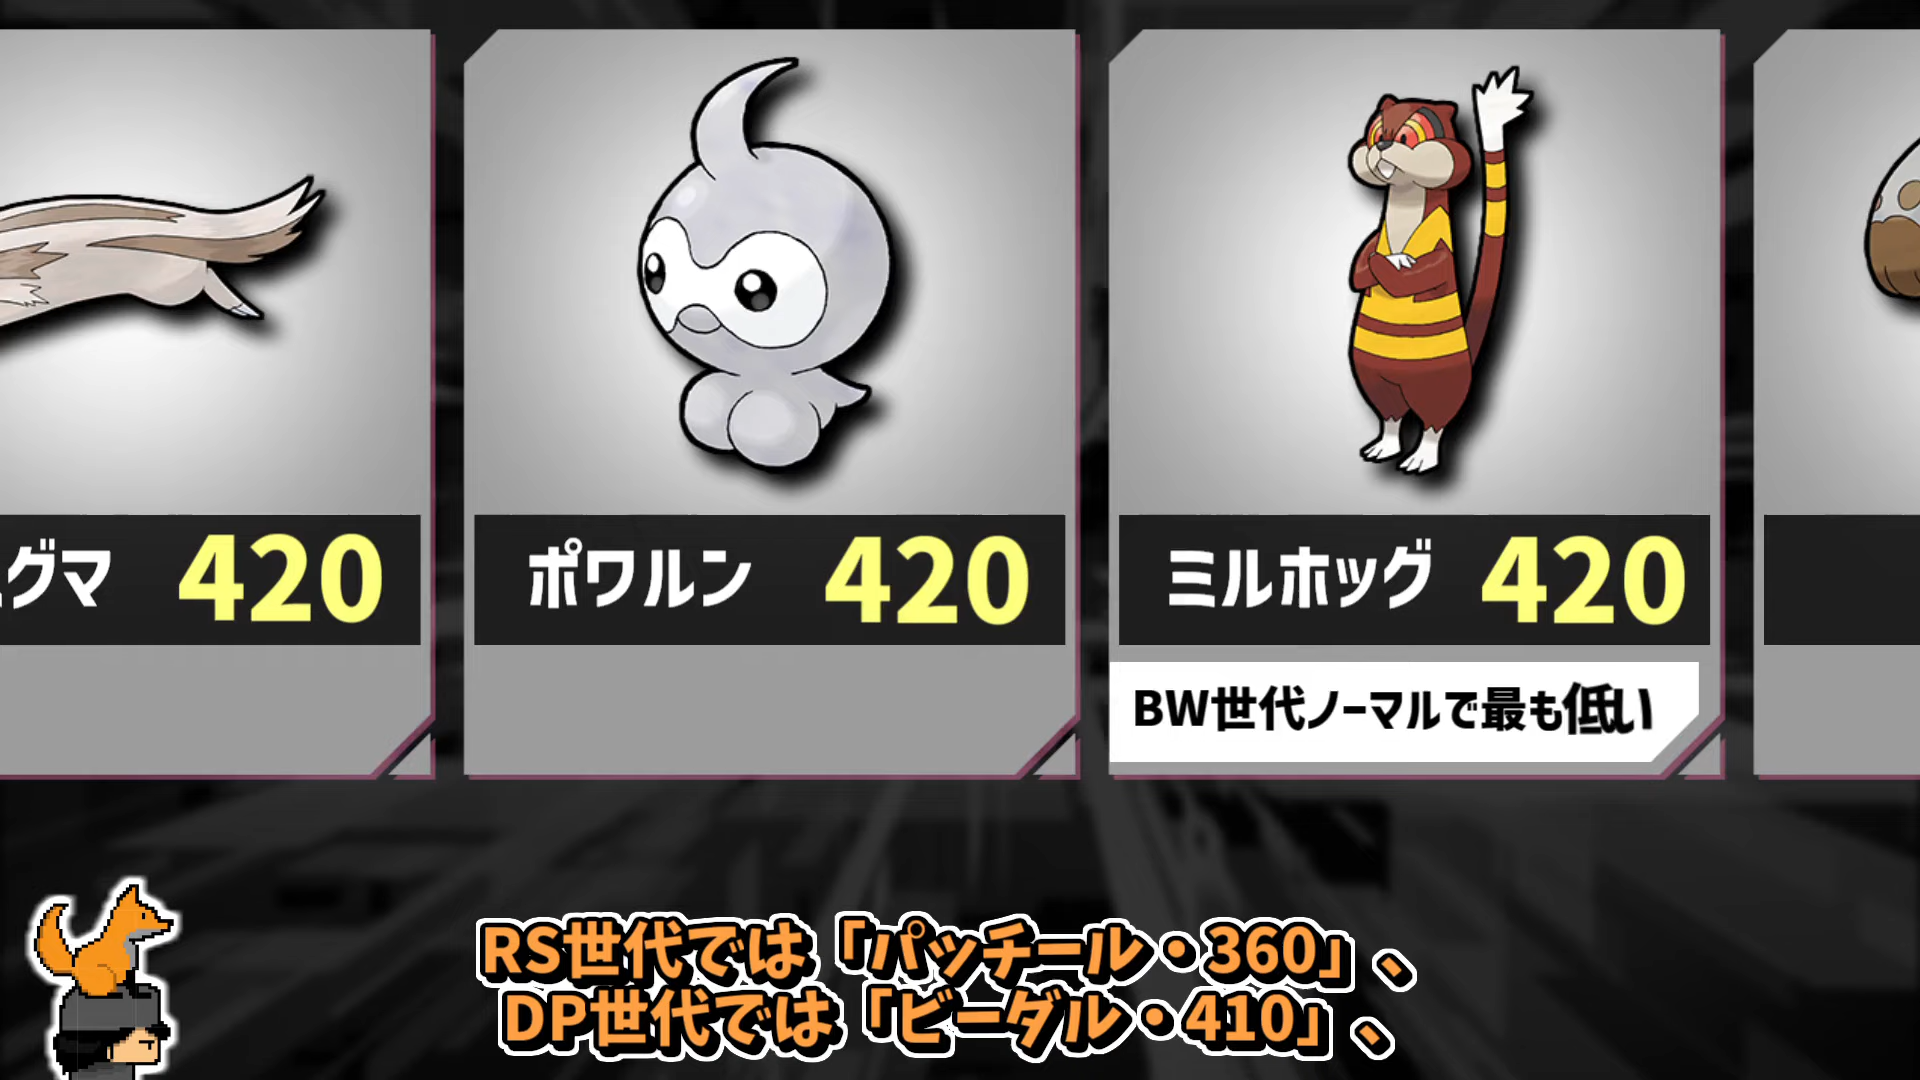 グマ 420
ポワルン 420
ミルホッグ 420
BW世代ノーマルで最も低い
RS世代では「パッチール・360」、
DP世代では「ビーダル・410」、